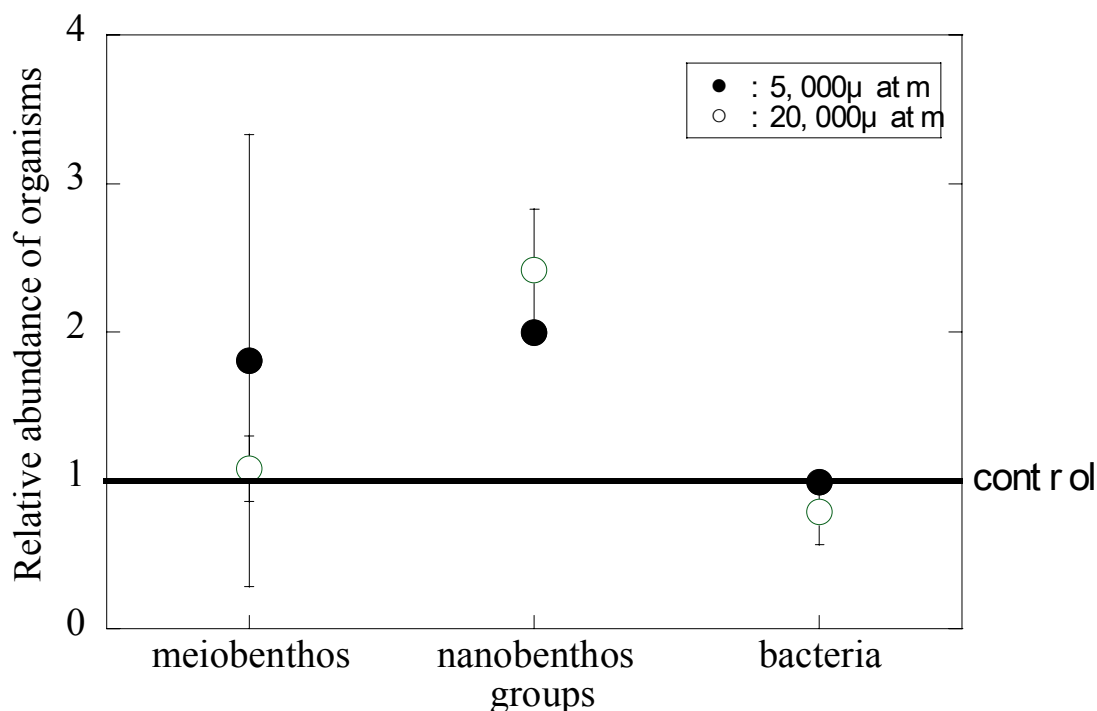 4
3
2
1
0
Relative abundance of organisms
● : 5, 000µ at m
○ : 20, 000µ at m
cont r ol
meiobenthos nanobenthos bacteria
groups